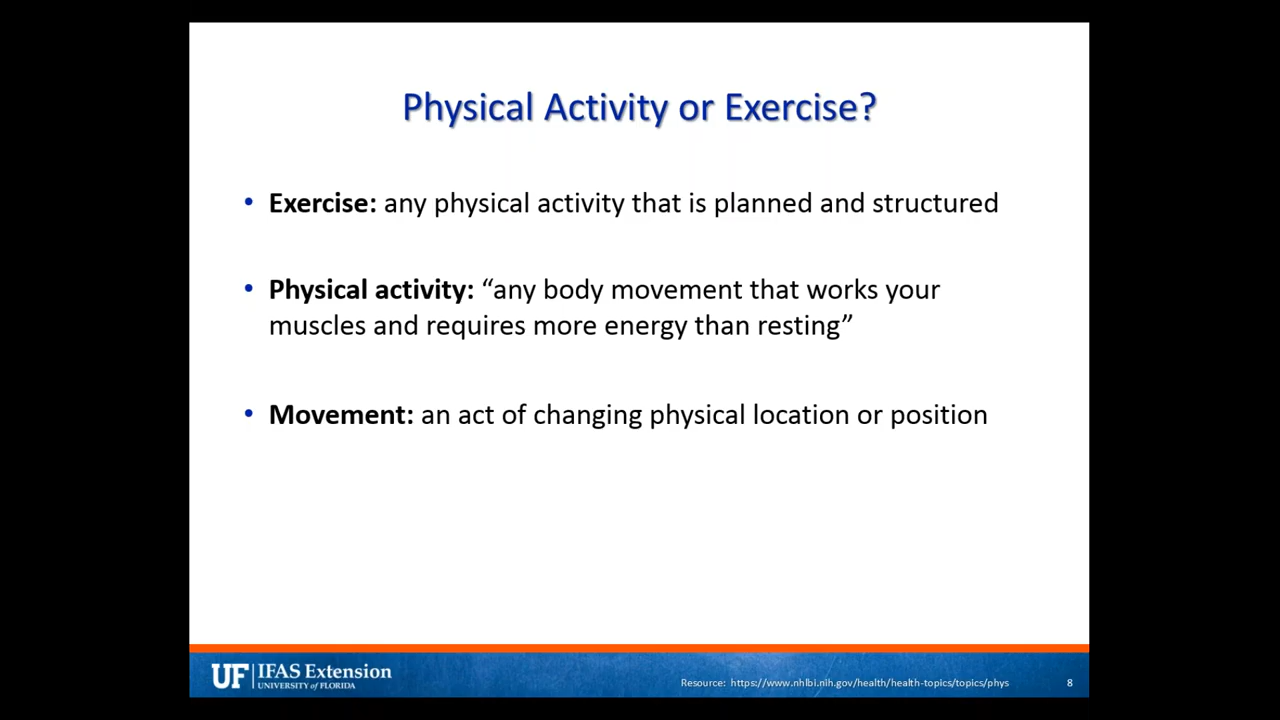 Physical Activity or Exercise?
• Exercise: any physical activity that is planned and structured
• Physical activity: “any body movement that works your
muscles and requires more energy than resting”
• Movement: an act of changing physical location or position
UF IFAS Extension
UNIVERSITY of FLORIDA
Resource: https://www.nhlbi.nih.gov/health/health-topics/topics/phys
8